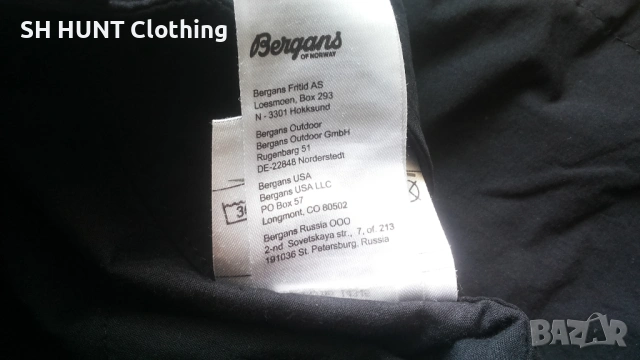 SH HUNT Clothing
Bergans
OF NORWAY
Bergans Fritid AS
Loesmoen, Box 293
N - 3301 Hokksund
Bergans Outdoor
Bergans Outdoor GmbH
Rugenbarg 51
DE-22848 Norderstedt
Bergans USA
Bergans USA LLC
PO Box 57
Longmont, CO 80502
Bergans Russia OOO
2-nd Sovetskaya str., 7, of. 213
191036 St. Petersburg, Russia
BAZAR